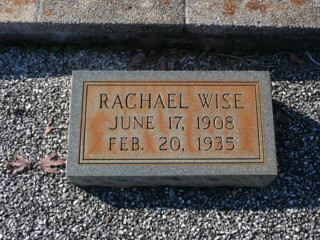 RACHAEL WISE
JUNE 17, 1908
FEB. 20, 1935